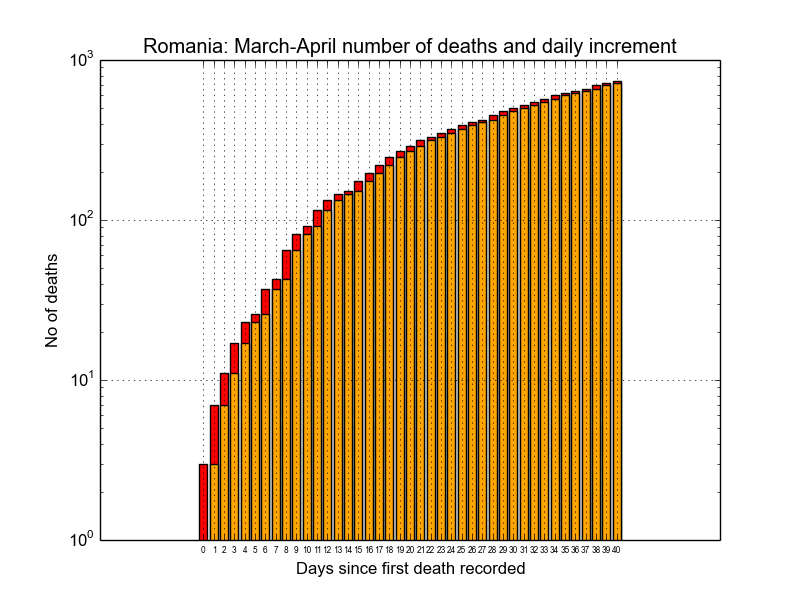 Romania: March-April number of deaths and daily increment
10^3
10^2
10^1
10^0
No of deaths
0 1 2 3 4 5 6 7 8 9 10 11 12 13 14 15 16 17 18 19 20 21 22 23 24 25 26 27 28 29 30 31 32 33 34 35 36 37 38 39 40
Days since first death recorded